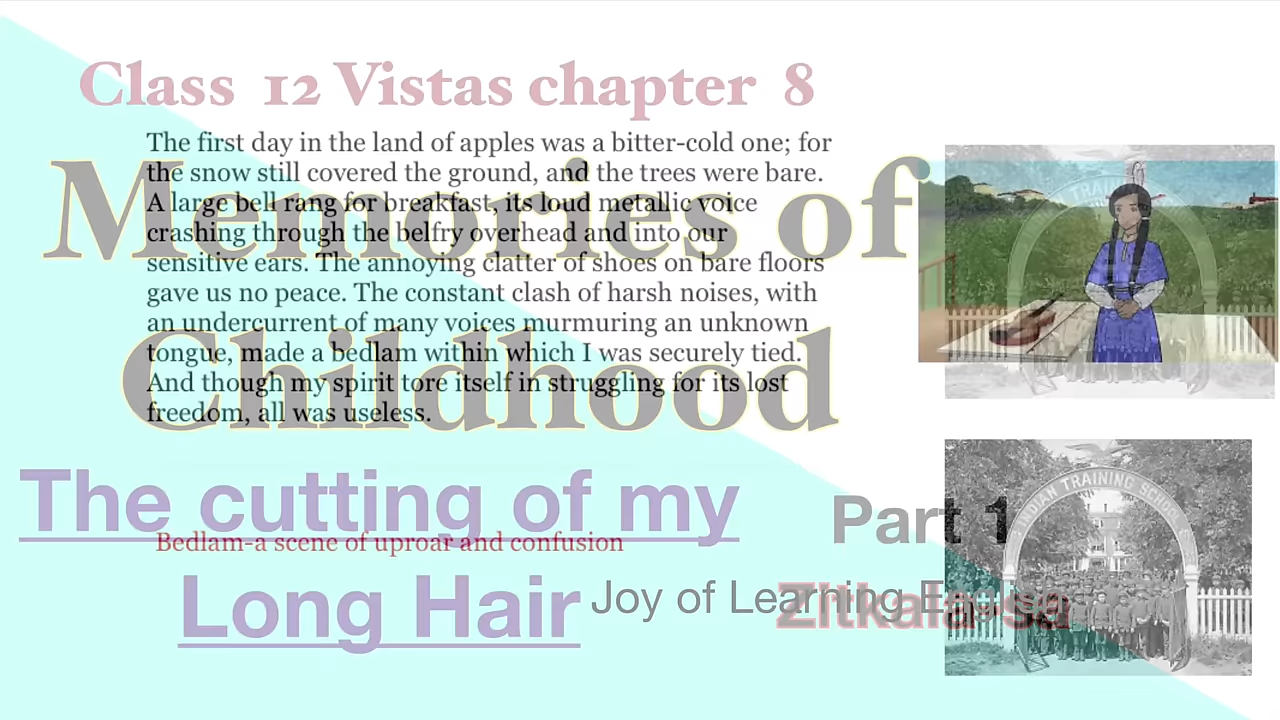 Class 12 Vistas chapter 8
The first day in the land of apples was a bitter-cold one; for
the snow still covered the ground, and the trees were bare.
A large bell rang for breakfast, its loud metallic voice
crashing through the belfry overhead and into our
sensitive ears. The annoying clatter of shoes on bare floors
gave us no peace. The constant clash of harsh noises, with
an undercurrent of many voices murmuring an unknown
tongue, made a bedlam within which I was securely tied.
And though my spirit tore itself in struggling for its lost
freedom, all was useless.
Memories of
Childhood
The cutting of my
Long Hair
Bedlam-a scene of uproar and confusion
Part 1
Joy of Learning English
Zitkala-sa
INDIAN TRAINING SCHOOL